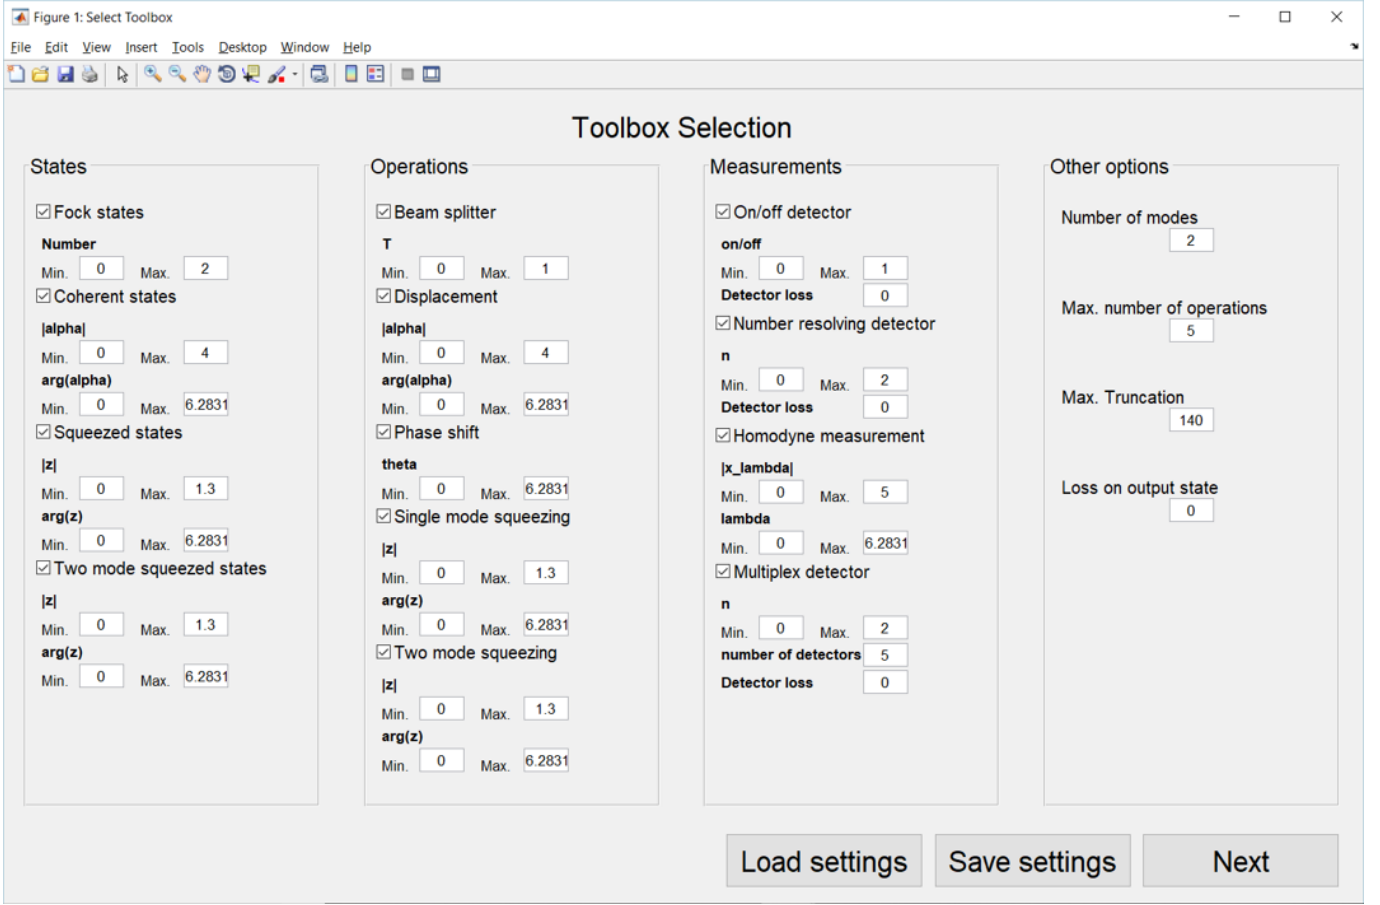 Figure 1: Select Toolbox
File Edit View Insert Tools Desktop Window Help
Toolbox Selection
States
Fock states
Number
Min. 0 Max. 2
Coherent states
|alpha|
Min. 0 Max. 4
arg(alpha)
Min. 0 Max. 6.2831
Squeezed states
|z|
Min. 0 Max. 1.3
arg(z)
Min. 0 Max. 6.2831
Two mode squeezed states
|z|
Min. 0 Max. 1.3
arg(z)
Min. 0 Max. 6.2831
Operations
Beam splitter
T
Min. 0 Max. 1
Displacement
|alpha|
Min. 0 Max. 4
arg(alpha)
Min. 0 Max. 6.2831
Phase shift
theta
Min. 0 Max. 6.2831
Single mode squeezing
|z|
Min. 0 Max. 1.3
arg(z)
Min. 0 Max. 6.2831
Two mode squeezing
|z|
Min. 0 Max. 1.3
arg(z)
Min. 0 Max. 6.2831
Measurements
On/off detector
on/off
Min. 0 Max. 1
Detector loss 0
Number resolving detector
n
Min. 0 Max. 2
Detector loss 0
Homodyne measurement
|x_lambda|
Min. 0 Max. 5
lambda
Min. 0 Max. 6.2831
Multiplex detector
n
Min. 0 Max. 2
number of detectors 5
Detector loss 0
Other options
Number of modes
2
Max. number of operations
5
Max. Truncation
140
Loss on output state
0
Load settings Save settings Next